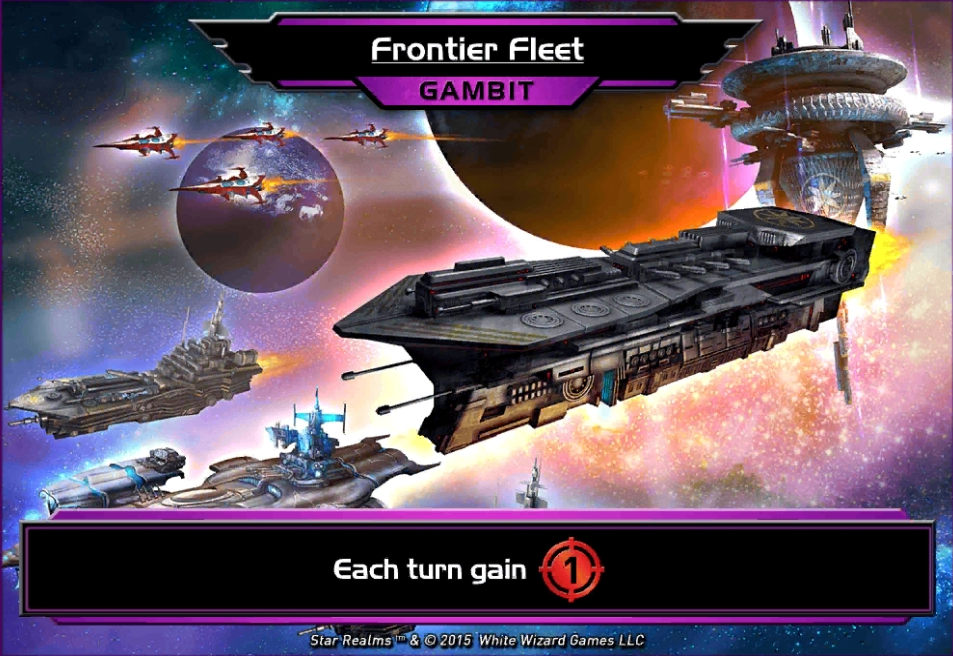 Frontier Fleet
GAMBIT
Each turn gain 1
Star Realms™ & © 2015 White Wizard Games LLC